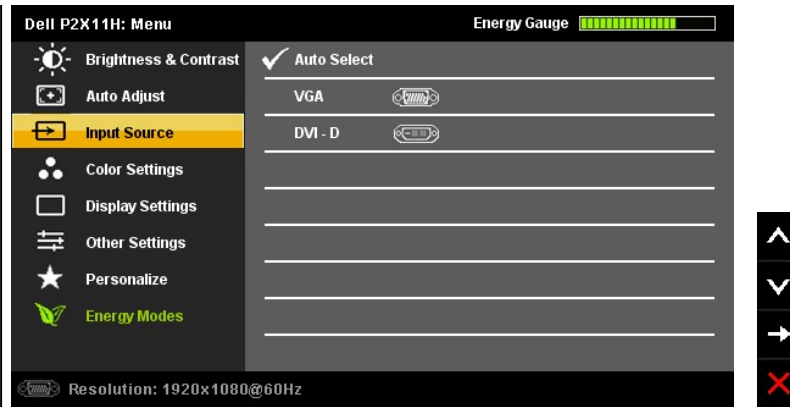 Dell P2X11H: Menu
Energy Gauge
Brightness & Contrast
Auto Select
Auto Adjust
VGA
Input Source
DVI - D
Color Settings
Display Settings
Other Settings
Personalize
Energy Modes
Resolution: 1920x1080@60Hz